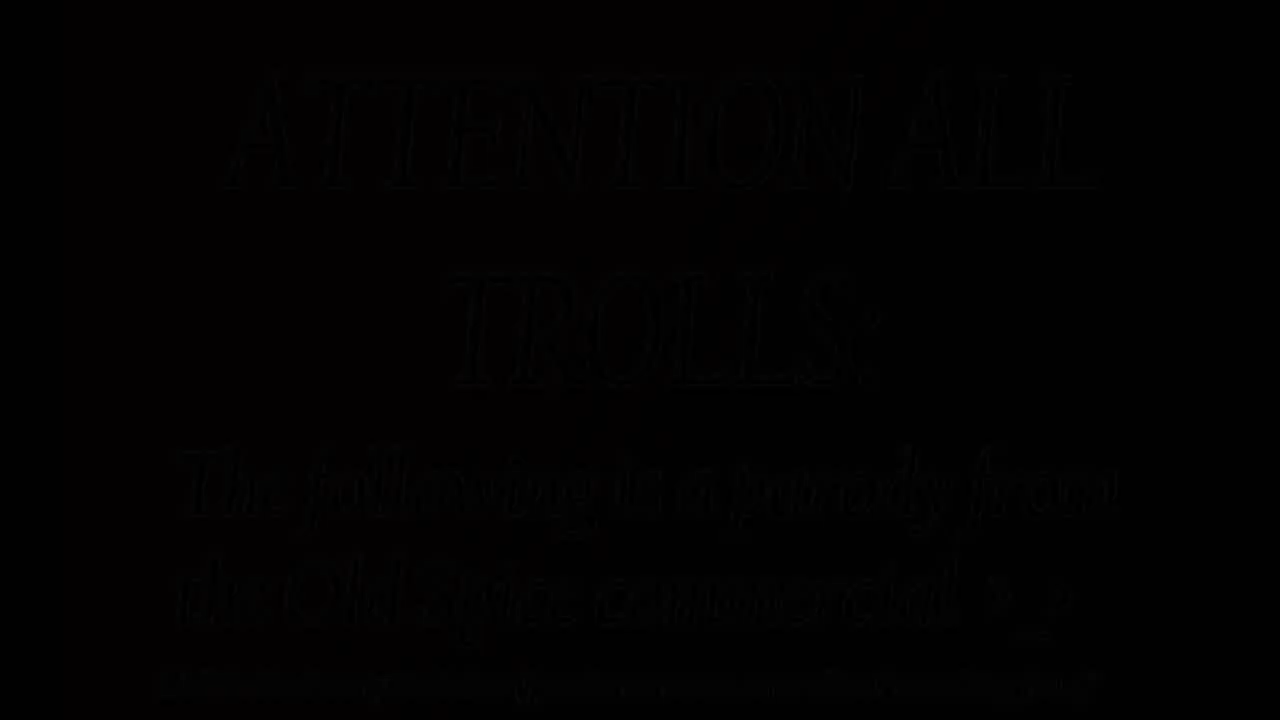 ATTENTION ALL
TROLLS:
The following is a parody from
the Old Spice commercial. >_>